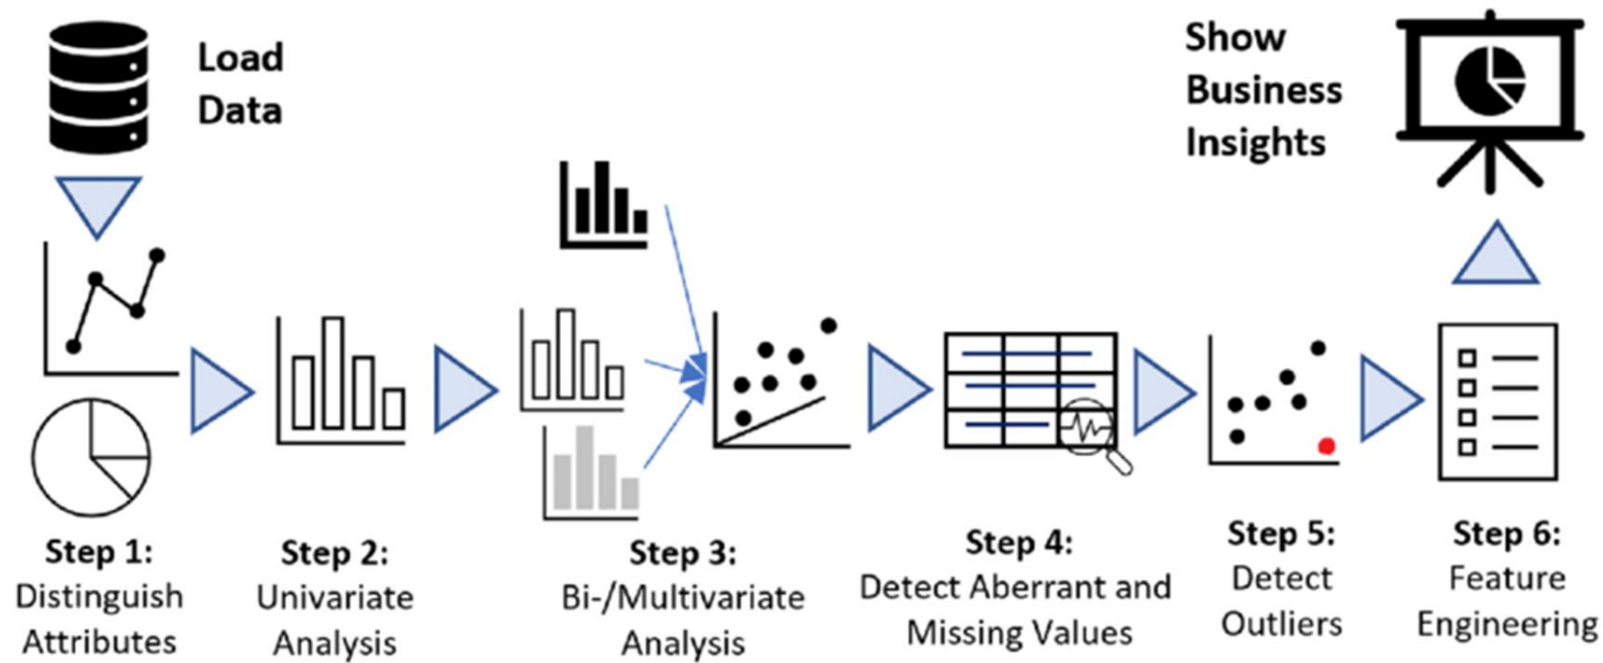 Load
Data
Show
Business
Insights
Step 1:
Distinguish
Attributes
Step 2:
Univariate
Analysis
Step 3:
Bi-/Multivariate
Analysis
Step 4:
Detect Aberrant and
Missing Values
Step 5:
Detect
Outliers
Step 6:
Feature
Engineering